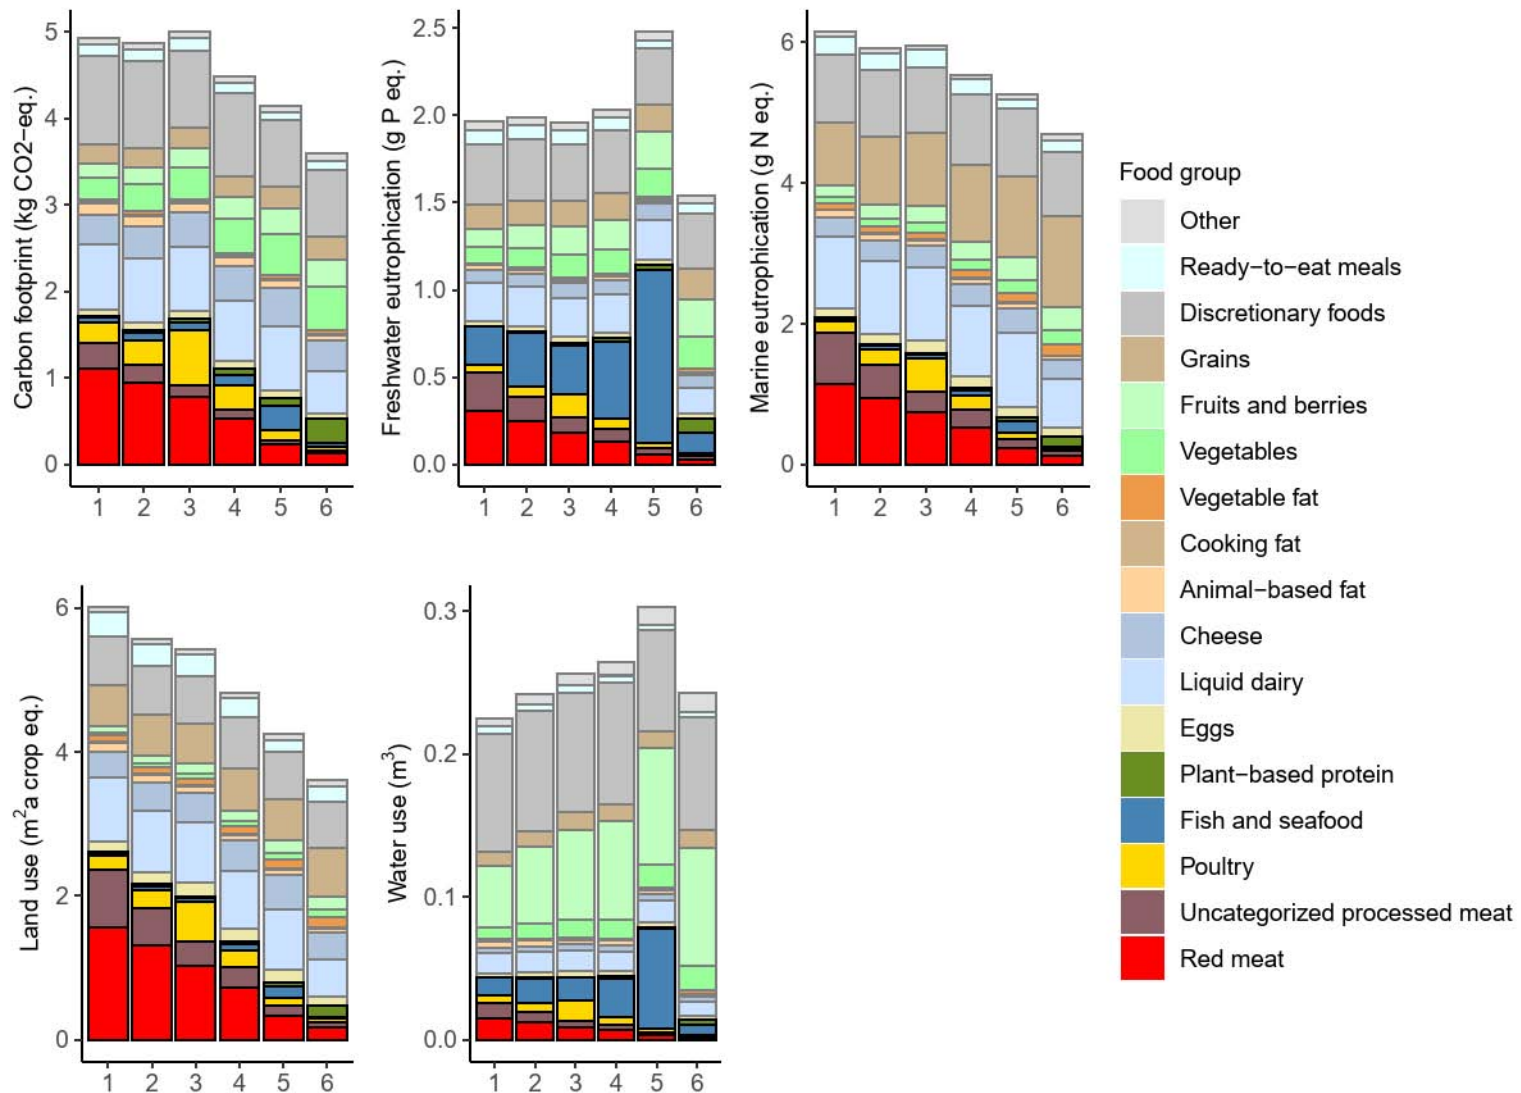 Carbon footprint (kg CO2−eq.)
5
4
3
2
1
0
1 2 3 4 5 6
Freshwater eutrophication (g P eq.)
2.5
2.0
1.5
1.0
0.5
0.0
1 2 3 4 5 6
Marine eutrophication (g N eq.)
6
4
2
0
1 2 3 4 5 6
Land use (m²a crop eq.)
6
4
2
0
1 2 3 4 5 6
Water use (m³)
0.3
0.2
0.1
0.0
1 2 3 4 5 6
Food group
Other
Ready−to−eat meals
Discretionary foods
Grains
Fruits and berries
Vegetables
Vegetable fat
Cooking fat
Animal−based fat
Cheese
Liquid dairy
Eggs
Plant−based protein
Fish and seafood
Poultry
Uncategorized processed meat
Red meat